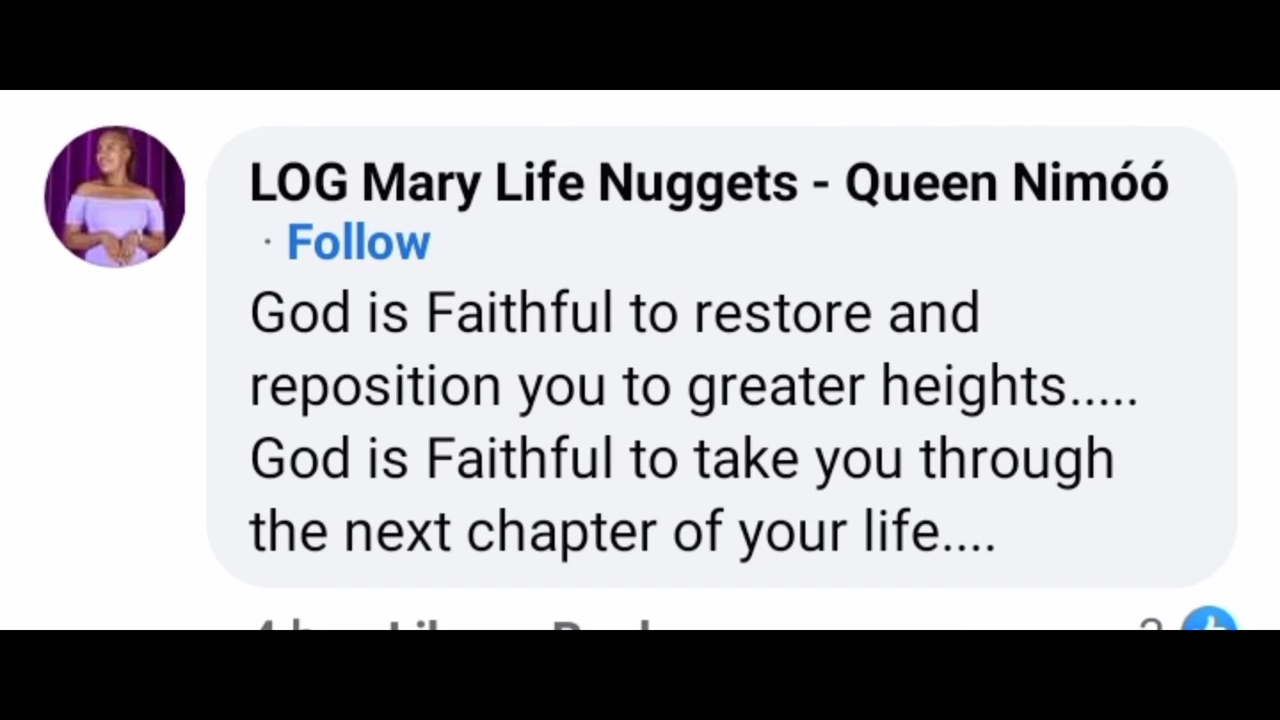 LOG Mary Life Nuggets - Queen Nimóó
· Follow
God is Faithful to restore and
reposition you to greater heights.....
God is Faithful to take you through
the next chapter of your life....